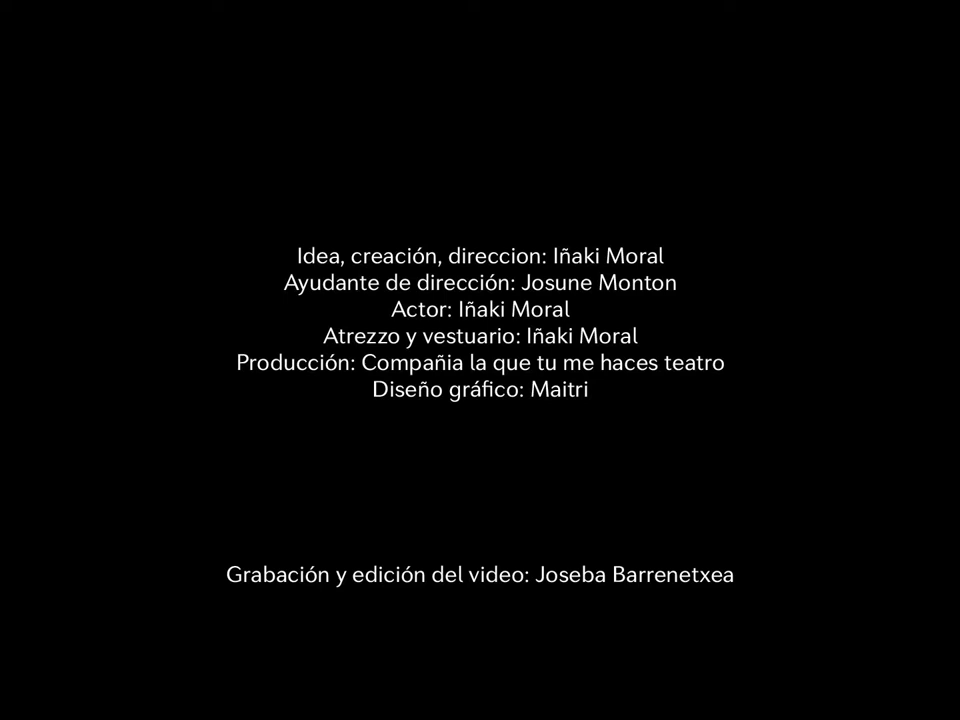 Idea, creación, direccion: Iñaki Moral
Ayudante de dirección: Josune Monton
Actor: Iñaki Moral
Atrezzo y vestuario: Iñaki Moral
Producción: Compañia la que tu me haces teatro
Diseño gráfico: Maitri
Grabación y edición del video: Joseba Barrenetxea